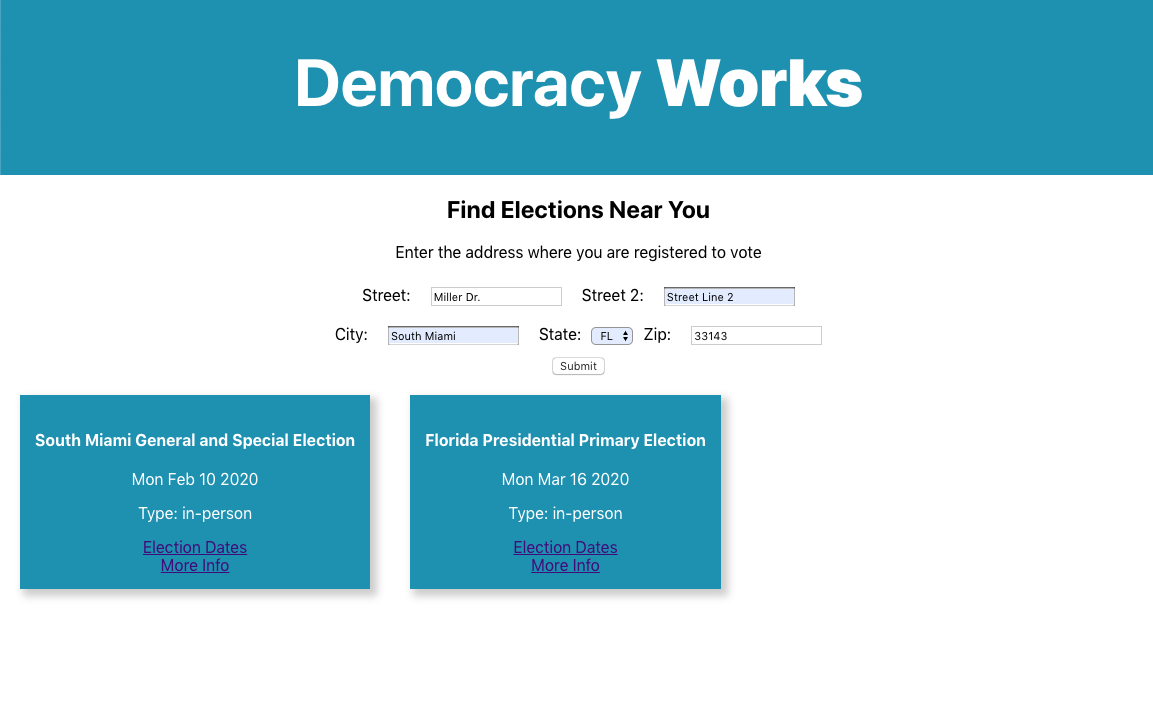 Democracy Works
Find Elections Near You
Enter the address where you are registered to vote
Street: Miller Dr. Street 2: Street Line 2
City: South Miami State: FL Zip: 33143
Submit
South Miami General and Special Election
Mon Feb 10 2020
Type: in-person
Election Dates
More Info
Florida Presidential Primary Election
Mon Mar 16 2020
Type: in-person
Election Dates
More Info